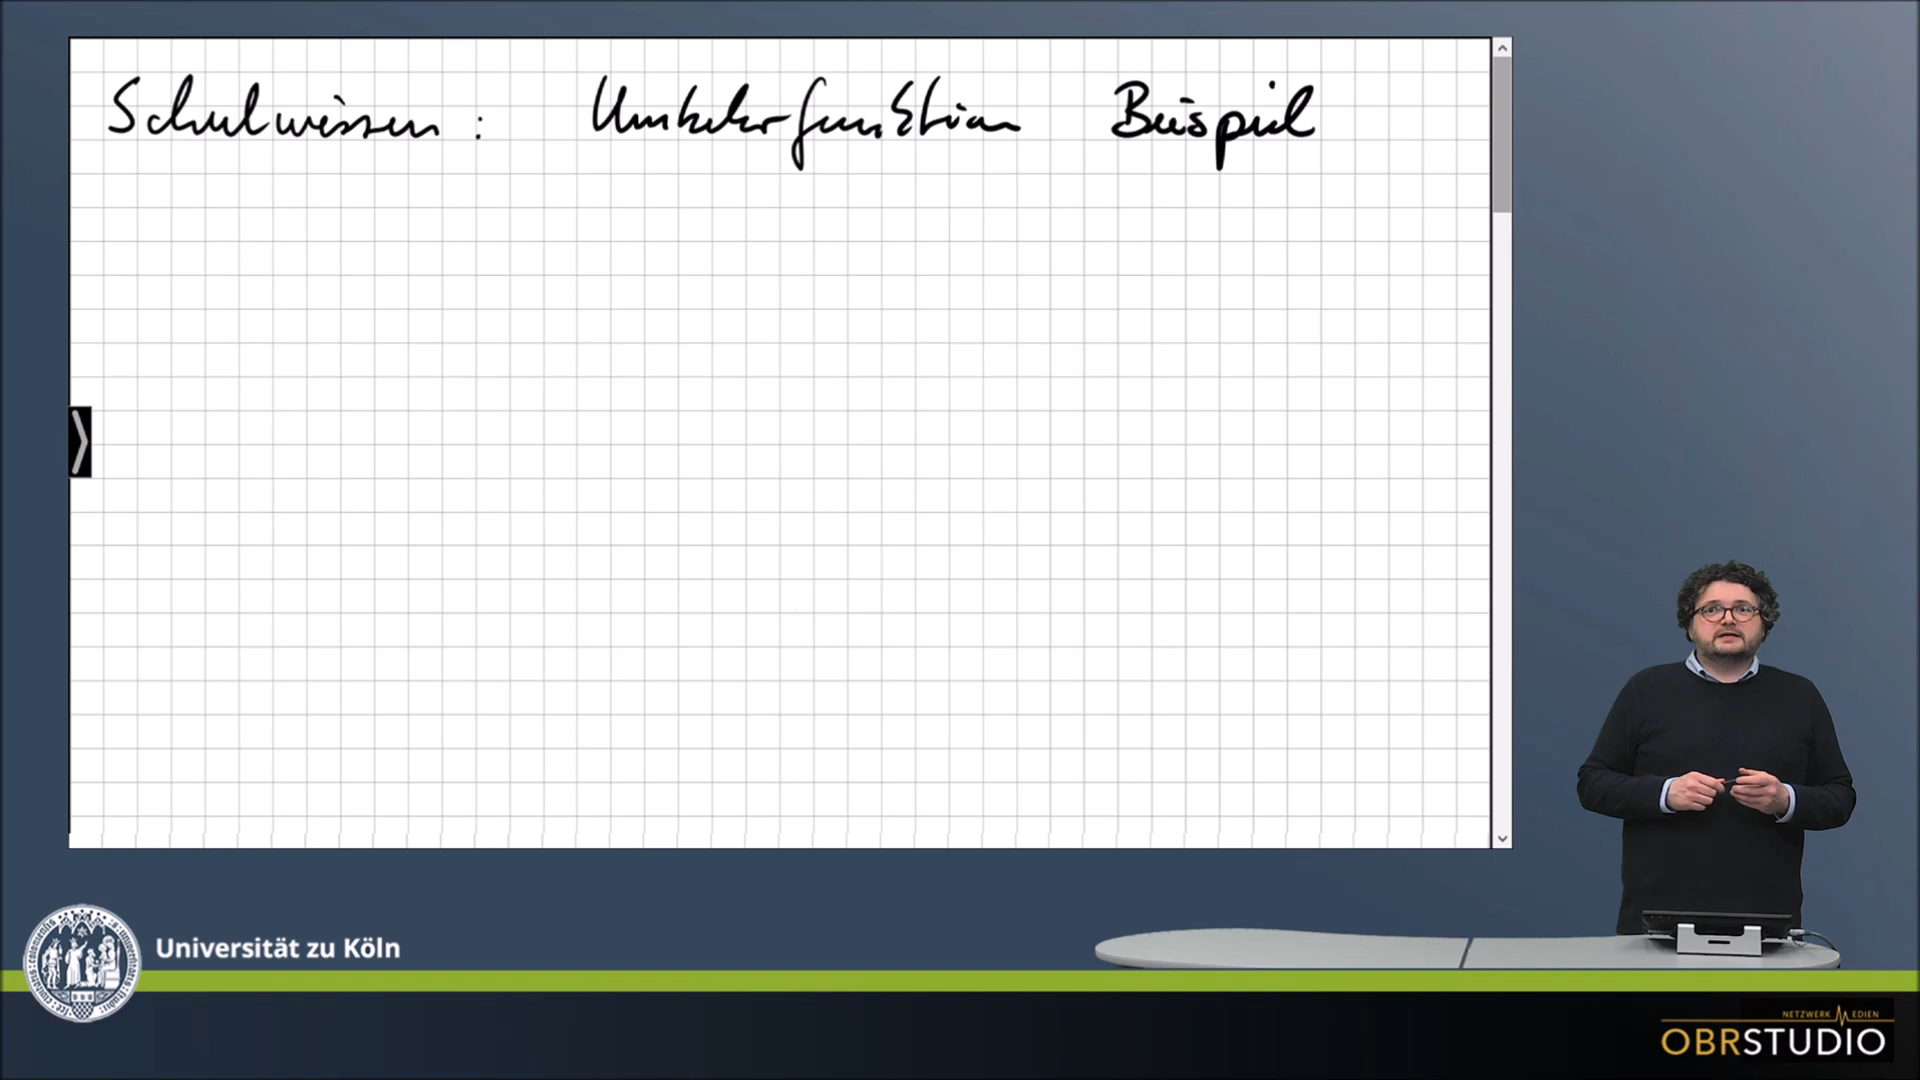 Schulwissen: Umkehrfunktion Beispiel
Universität zu Köln
NETZWERK MEDIEN
OBRSTUDIO